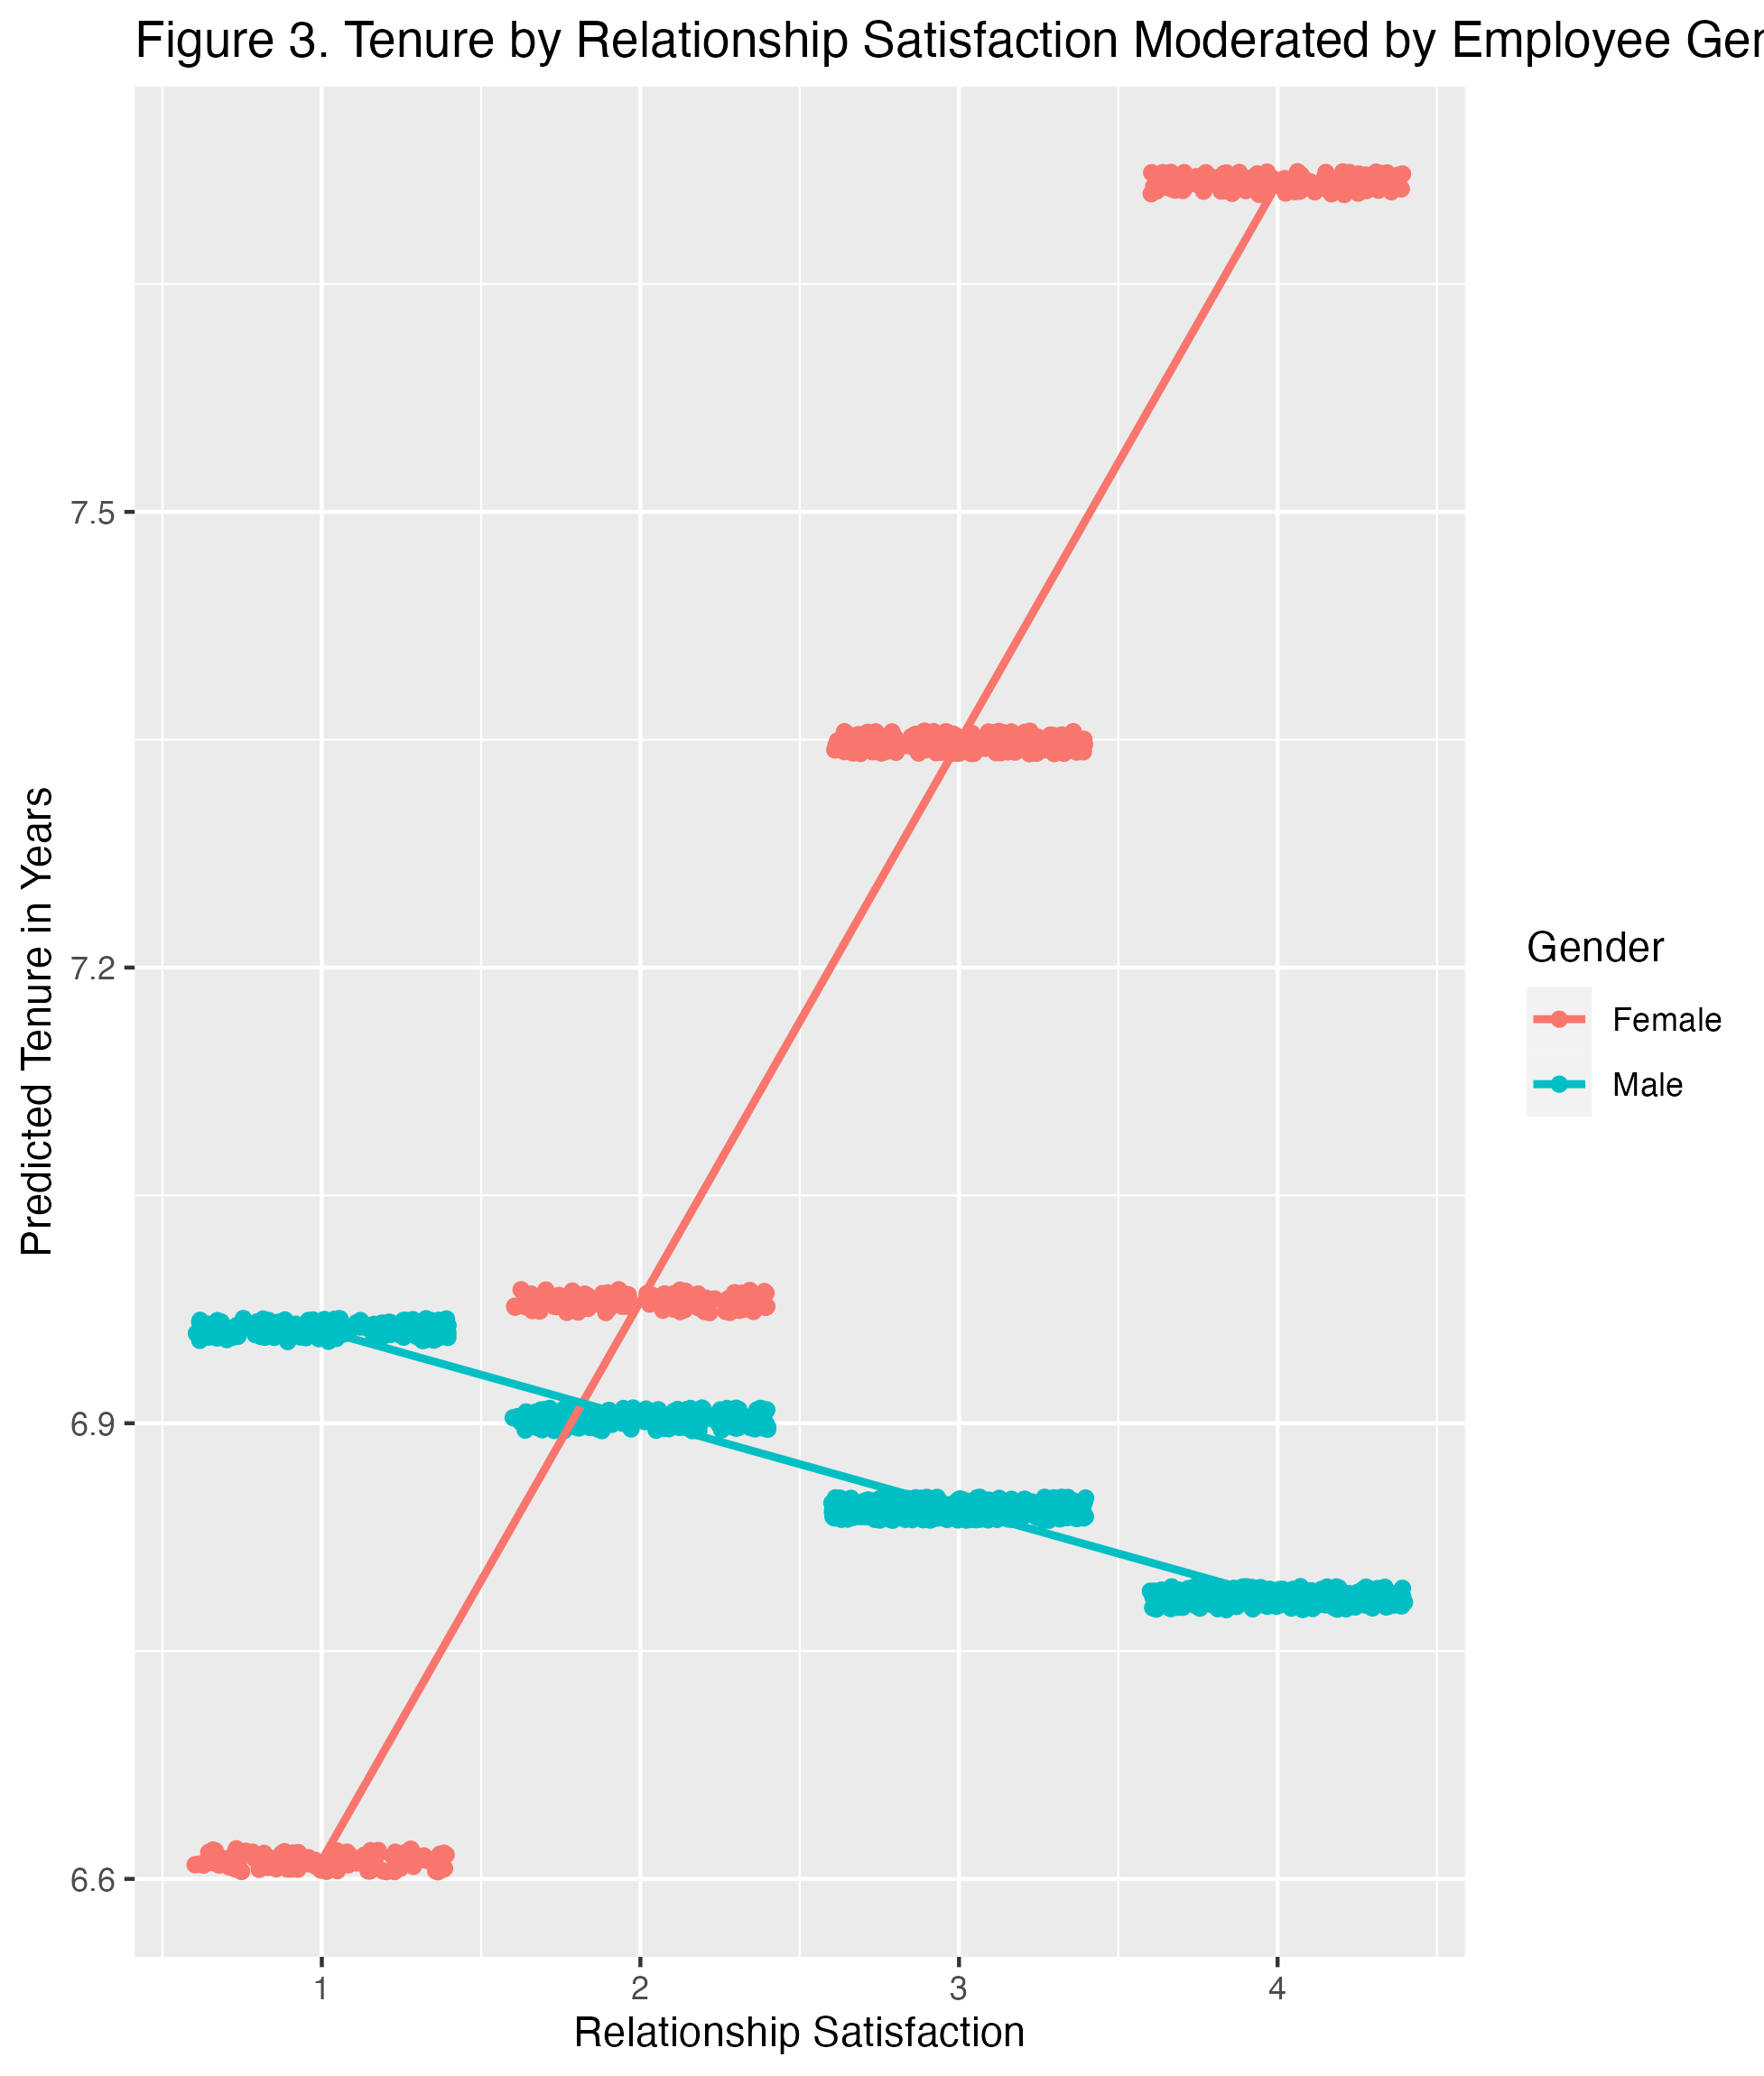 Figure 3. Tenure by Relationship Satisfaction Moderated by Employee Ger
Predicted Tenure in Years
7.5
7.2
6.9
6.6
1 2 3 4
Relationship Satisfaction
Gender
Female
Male